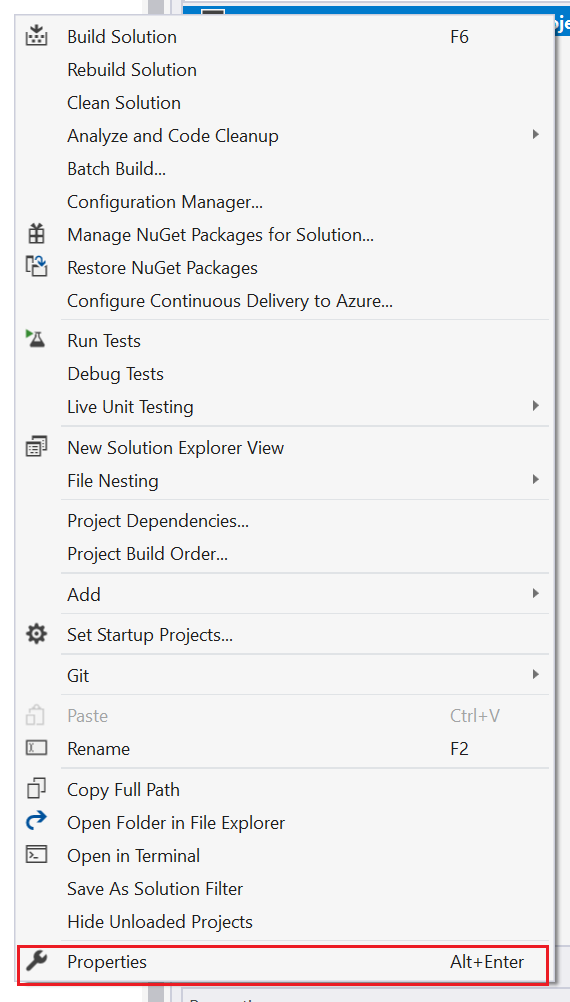 Build Solution F6
Rebuild Solution
Clean Solution
Analyze and Code Cleanup
Batch Build...
Configuration Manager...
Manage NuGet Packages for Solution...
Restore NuGet Packages
Configure Continuous Delivery to Azure...
Run Tests
Debug Tests
Live Unit Testing
New Solution Explorer View
File Nesting
Project Dependencies...
Project Build Order...
Add
Set Startup Projects...
Git
Paste Ctrl+V
Rename F2
Copy Full Path
Open Folder in File Explorer
Open in Terminal
Save As Solution Filter
Hide Unloaded Projects
Properties Alt+Enter